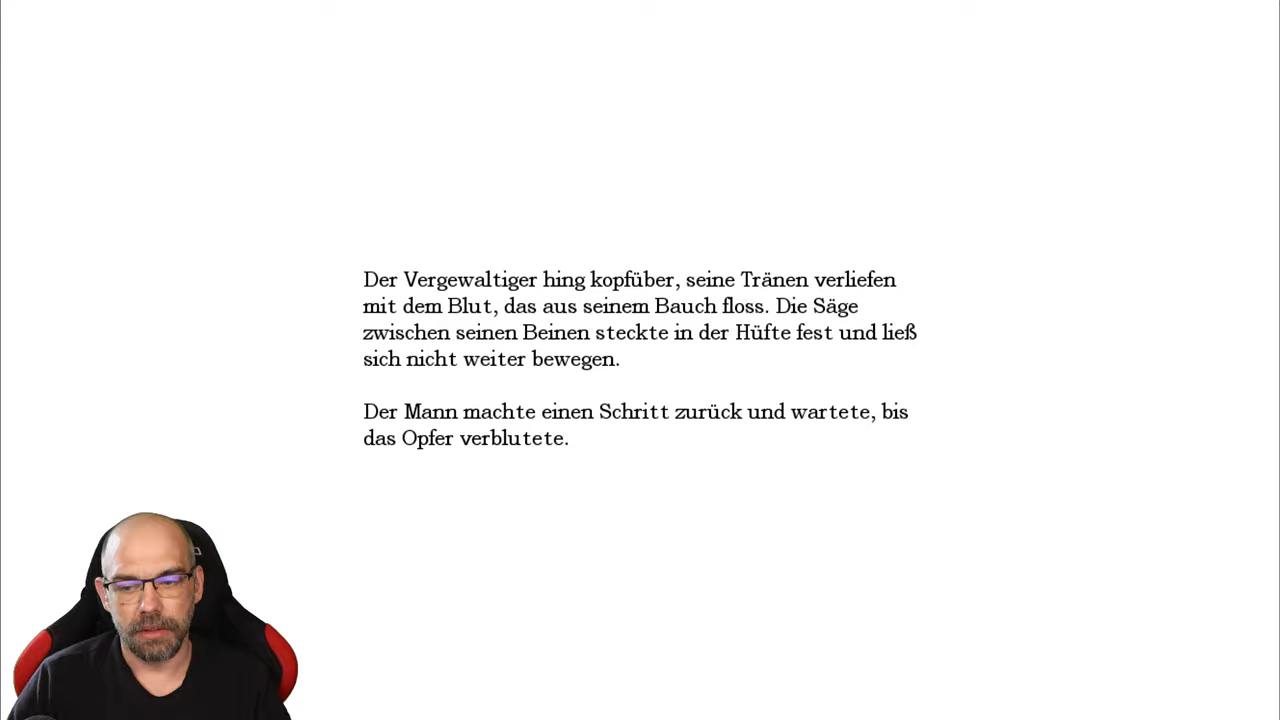 Der Vergewaltiger hing kopfüber, seine Tränen verliefen
mit dem Blut, das aus seinem Bauch floss. Die Säge
zwischen seinen Beinen steckte in der Hüfte fest und ließ
sich nicht weiter bewegen.
Der Mann machte einen Schritt zurück und wartete, bis
das Opfer verblutete.